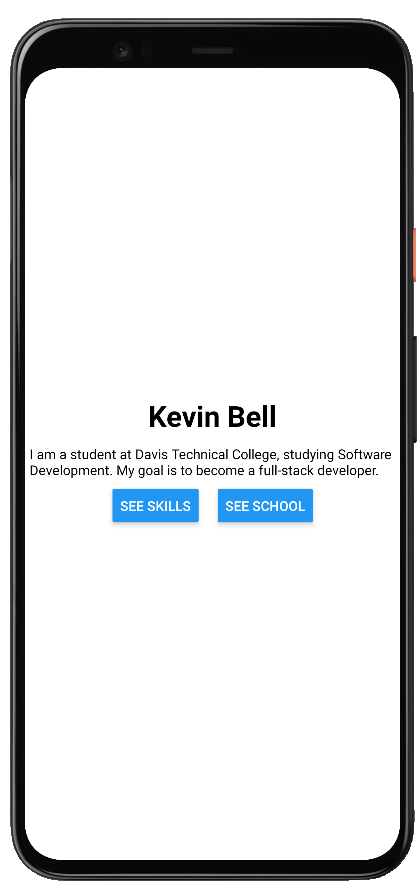 Kevin Bell
I am a student at Davis Technical College, studying Software
Development. My goal is to become a full-stack developer.
SEE SKILLS
SEE SCHOOL